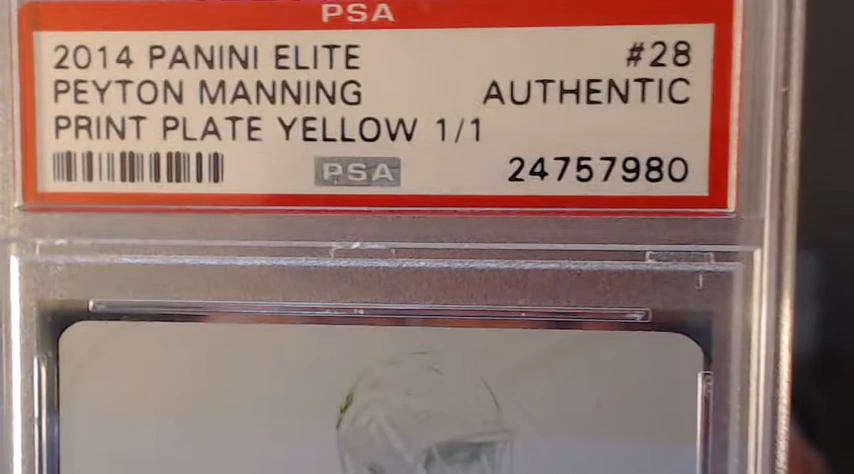 PSA
2014 PANINI ELITE #28
PEYTON MANNING AUTHENTIC
PRINT PLATE YELLOW 1/1
PSA 24757980